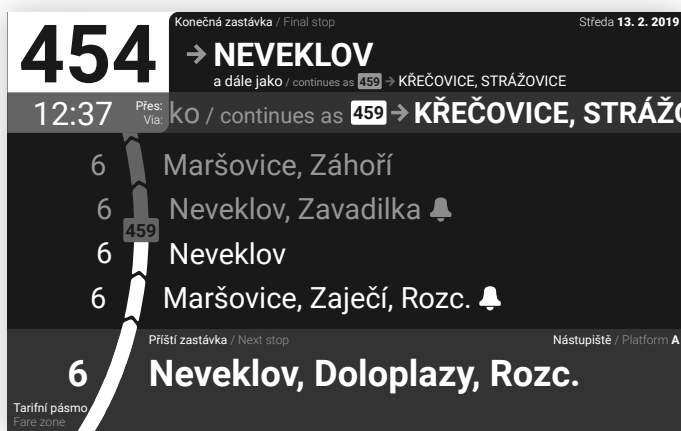 454
Konečná zastávka / Final stop
Středa 13. 2. 2019
→ NEVEKLOV
a dále jako / continues as 459 → KŘEČOVICE, STRÁŽOVICE
12:37
Přes:
Via:
ko / continues as 459 → KŘEČOVICE, STRÁŽO
6 Maršovice, Záhoří
6 Neveklov, Zavadilka
459
6 Neveklov
6 Maršovice, Zaječí, Rozc.
Příští zastávka / Next stop
Nástupiště / Platform A
6 Neveklov, Doloplazy, Rozc.
Tarifní pásmo
Fare zone